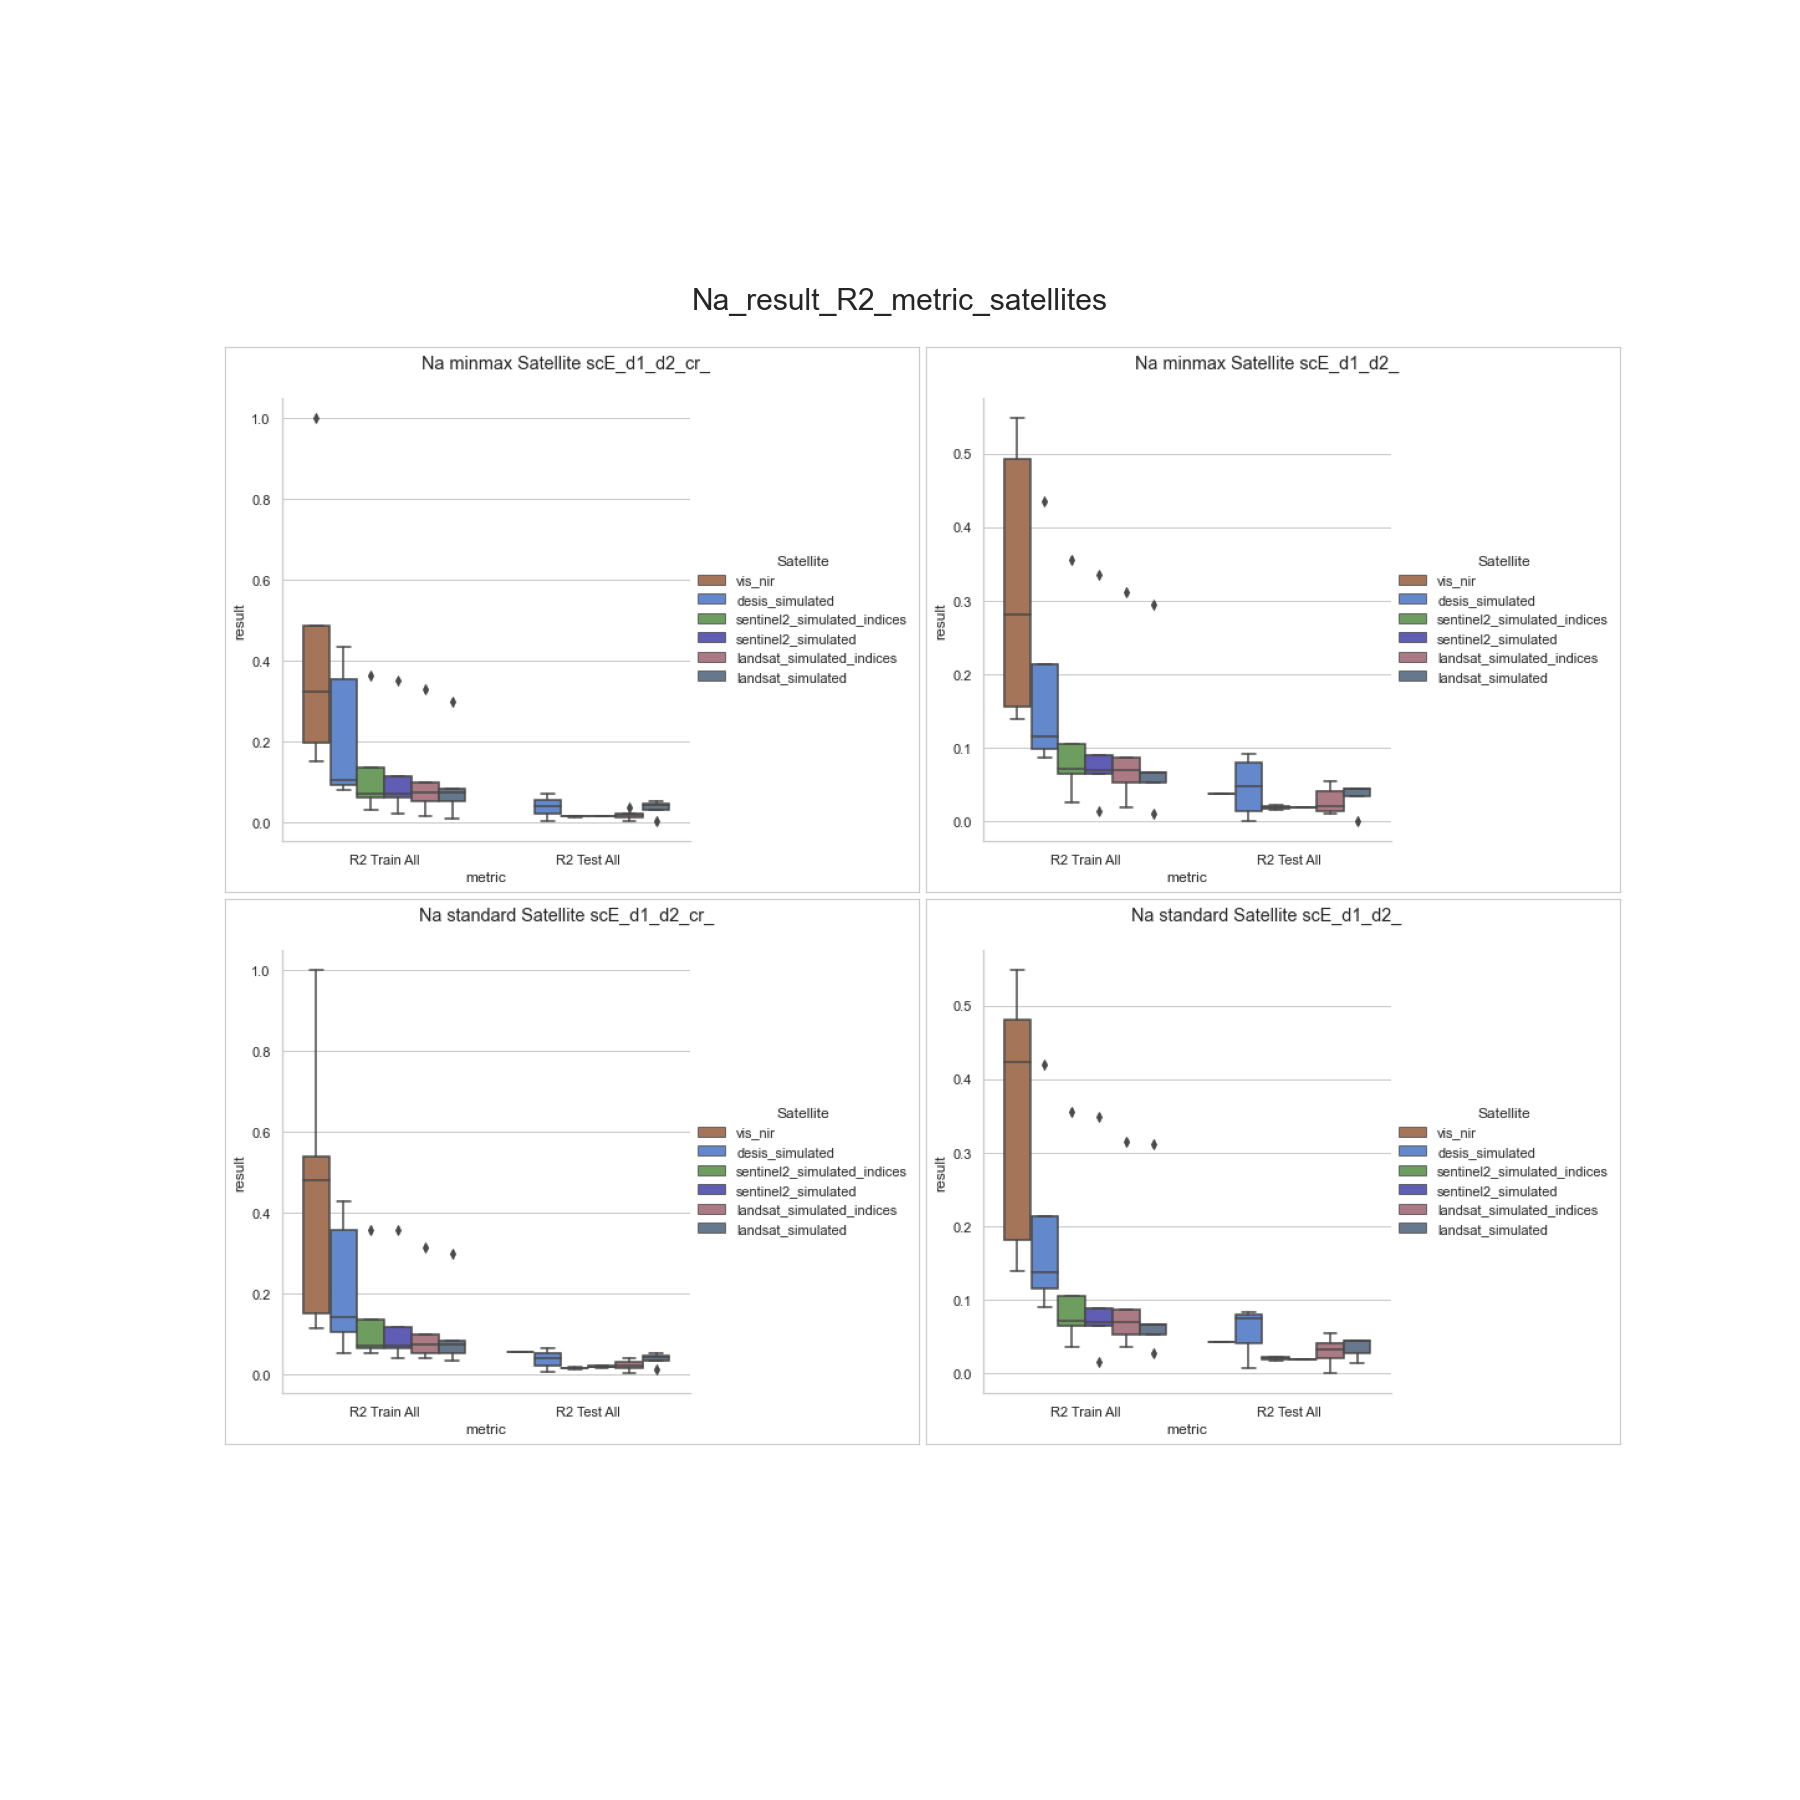 Na_result_R2_metric_satellites
Na minmax Satellite scE_d1_d2_cr_
1.0
0.8
0.6
0.4
0.2
0.0
result
R2 Train All
R2 Test All
metric
Satellite
vis_nir
desis_simulated
sentinel2_simulated_indices
sentinel2_simulated
landsat_simulated_indices
landsat_simulated
Na minmax Satellite scE_d1_d2_
0.5
0.4
0.3
0.2
0.1
0.0
result
R2 Train All
R2 Test All
metric
Satellite
vis_nir
desis_simulated
sentinel2_simulated_indices
sentinel2_simulated
landsat_simulated_indices
landsat_simulated
Na standard Satellite scE_d1_d2_cr_
1.0
0.8
0.6
0.4
0.2
0.0
result
R2 Train All
R2 Test All
metric
Satellite
vis_nir
desis_simulated
sentinel2_simulated_indices
sentinel2_simulated
landsat_simulated_indices
landsat_simulated
Na standard Satellite scE_d1_d2_
0.5
0.4
0.3
0.2
0.1
0.0
result
R2 Train All
R2 Test All
metric
Satellite
vis_nir
desis_simulated
sentinel2_simulated_indices
sentinel2_simulated
landsat_simulated_indices
landsat_simulated